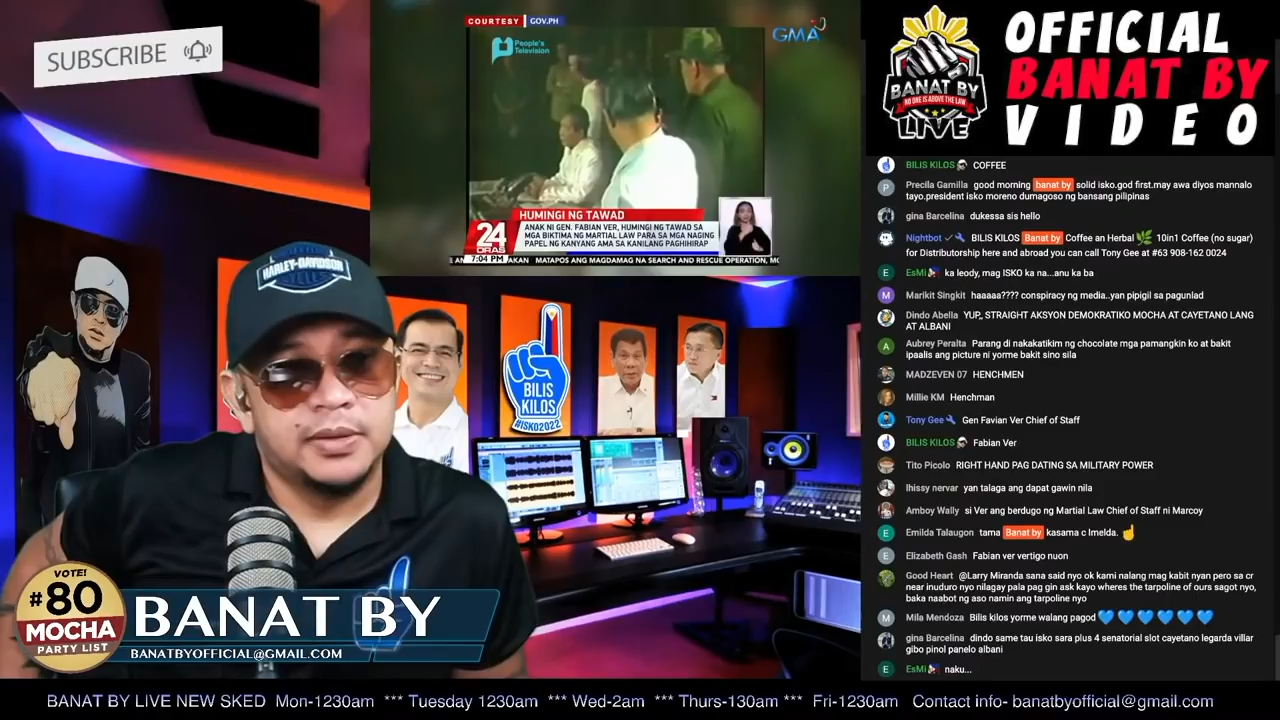 SUBSCRIBE
COURTESY GOV.PH
People's
Television
GMA
HUMINGI NG TAWAD
24
ORAS
ANAK NI GEN. FABIAN VER, HUMINGI NG TAWAD SA
MGA BIKTIMA NG MARTIAL LAW PARA SA MGA NAGING
PAPEL NG KANYANG AMA SA KANILANG PAGHIHIRAP
7:04 PM
AKAN MATAPOS ANG MAGDAMAG NA SEARCH AND RESCUE OPERATION,
BANAT BY
NO ONE IS ABOVE THE LAW
LIVE
OFFICIAL
BANAT BY
VIDEO
HARLEY-DAVIDSON
BILIS
KILOS
#ISKO2022
BILIS KILOS COFFEE
Precila Gamilla good morning banat by solid isko.god first.may awa diyos mannalo
tayo.president isko moreno dumagoso ng bansang pilipinas
gina Barcelina dukessa sis hello
Nightbot BILIS KILOS Banat by Coffee an Herbal 10in1 Coffee (no sugar)
for Distributorship here and abroad you can call Tony Gee at #63 908-162 0024
EsMi ka leody, mag ISKO ka na...anu ka ba
Marikit Singkit haaaaa???? conspiracy ng media..yan pipigil sa pagunlad
Dindo Abella YUP, STRAIGHT AKSYON DEMOKRATIKO MOCHA AT CAYETANO LANG
AT ALBANI
Aubrey Peralta Parang di nakakatikim ng chocolate mga pamangkin ko at bakit
ipaalis ang picture ni yorme bakit sino sila
MADZEVEN 07 HENCHMEN
Millie KM Henchman
Tony Gee Gen Favian Ver Chief of Staff
BILIS KILOS Fabian Ver
Tito Picolo RIGHT HAND PAG DATING SA MILITARY POWER
Ihissy nervar yan talaga ang dapat gawin nila
Amboy Wally si Ver ang berdugo ng Martial Law Chief of Staff ni Marcoy
Emilda Talaugon tama Banat by kasama c Imelda.
Elizabeth Gash Fabian ver vertigo nuon
Good Heart @Larry Miranda sana said nyo ok kami nalang mag kabit nyan pero sa cr
near induro nyo nilagay pala pag gin ask kayo wheres the tarpoline of ours sagot nyo,
baka naabot ng aso namin ang tarpoline nyo
Mila Mendoza Bilis kilos yorme walang pagod
gina Barcelina dindo same tau isko sara plus 4 senatorial slot cayetano legarda villar
gibo pinol panelo albani
EsMi naku...
VOTE!
#80
MOCHA
PARTY LIST
BANAT BY
BANATBYOFFICIAL@GMAIL.COM
BANAT BY LIVE NEW SKED Mon-1230am *** Tuesday 1230am *** Wed-2am *** Thurs-130am *** Fri-1230am Contact info- banatbyofficial@gmail.com